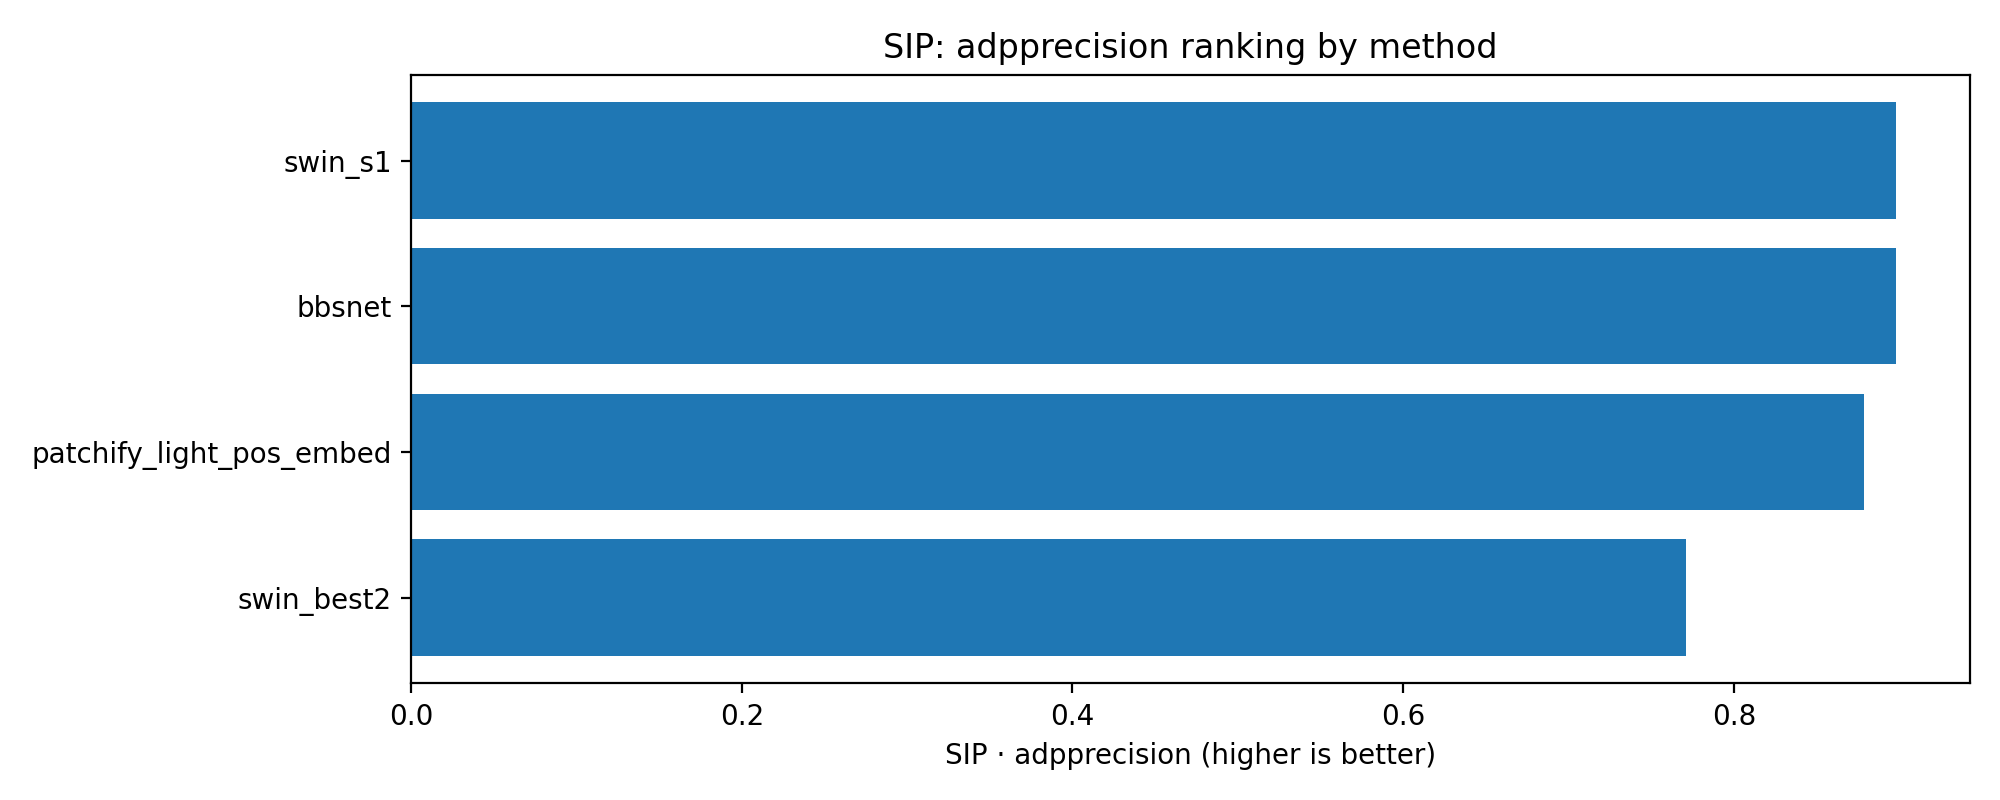 SIP: adpprecision ranking by method
swin_s1
bbsnet
patchify_light_pos_embed
swin_best2
0.0 0.2 0.4 0.6 0.8
SIP · adpprecision (higher is better)